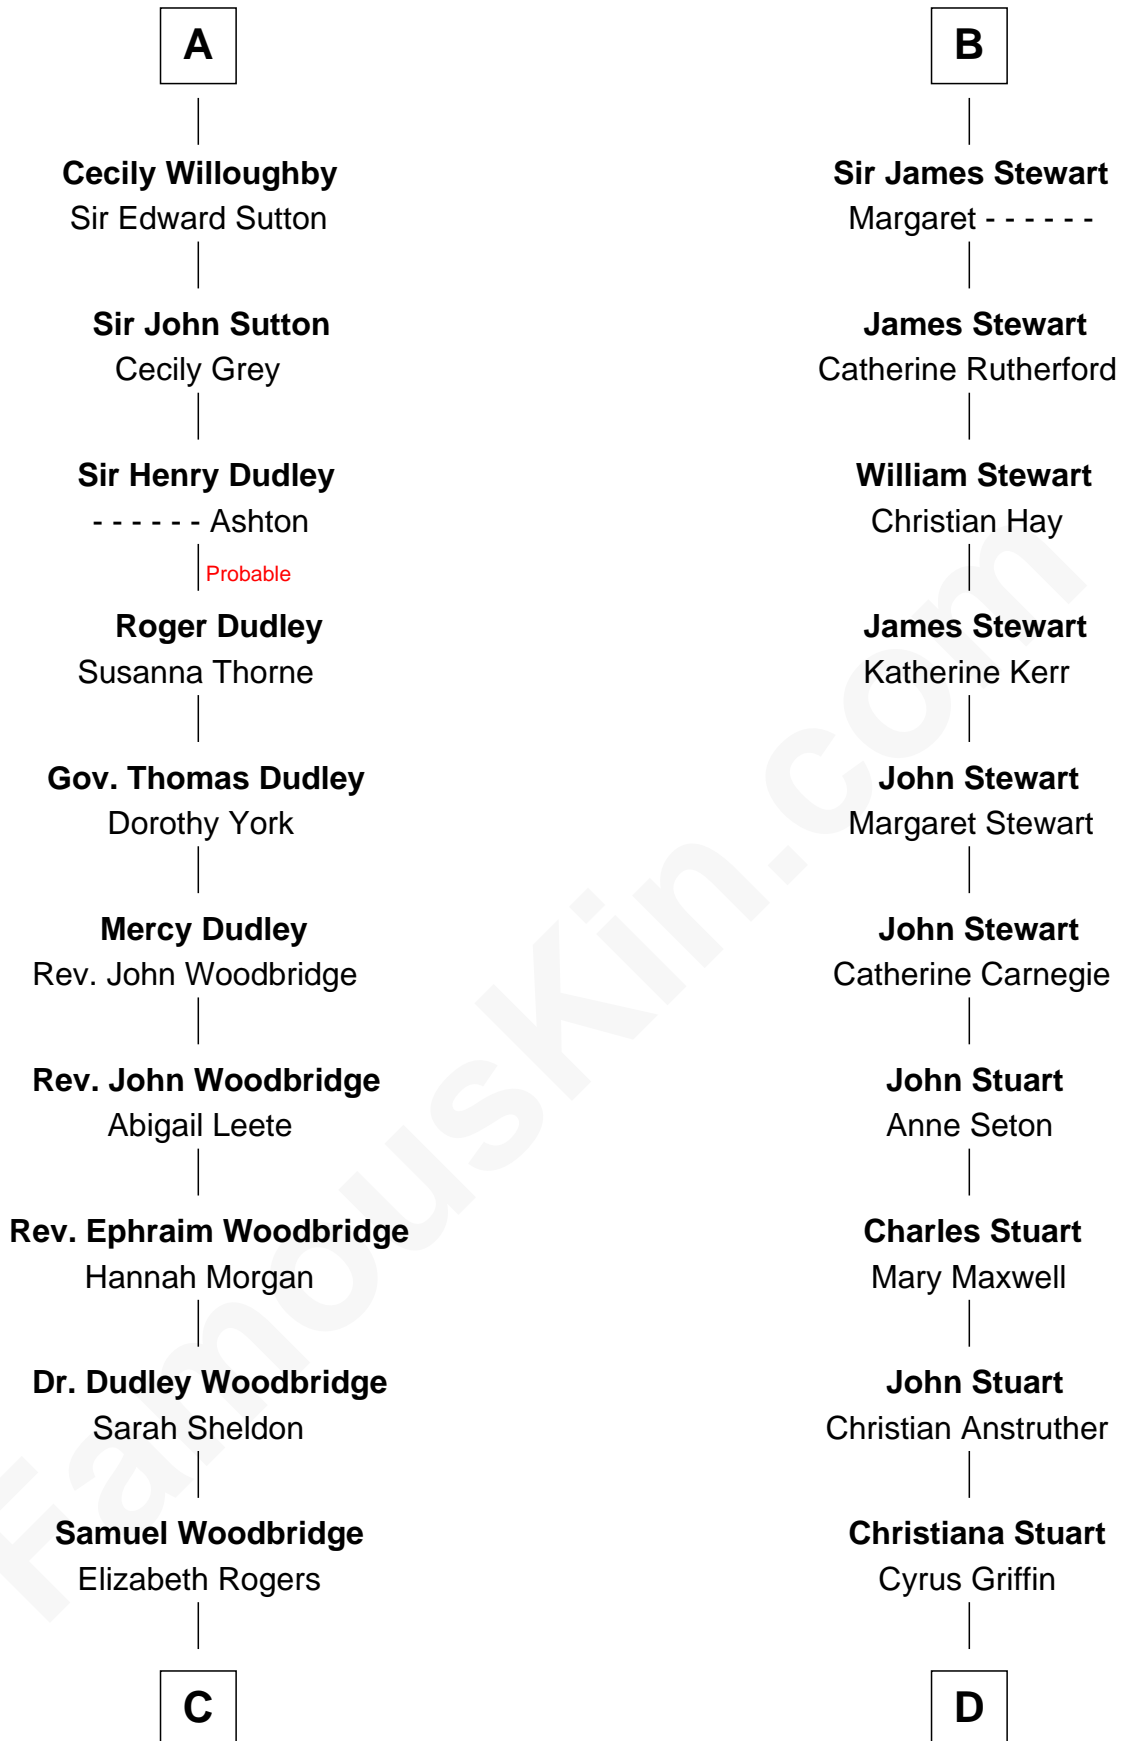 A
Cecily Willoughby
Sir Edward Sutton
Sir John Sutton
Cecily Grey
Sir Henry Dudley
- - - - - - Ashton
Probable
Roger Dudley
Susanna Thorne
Gov. Thomas Dudley
Dorothy York
Mercy Dudley
Rev. John Woodbridge
Rev. John Woodbridge
Abigail Leete
Rev. Ephraim Woodbridge
Hannah Morgan
Dr. Dudley Woodbridge
Sarah Sheldon
Samuel Woodbridge
Elizabeth Rogers
C
B
Sir James Stewart
Margaret - - - - - -
James Stewart
Catherine Rutherford
William Stewart
Christian Hay
James Stewart
Katherine Kerr
John Stewart
Margaret Stewart
John Stewart
Catherine Carnegie
John Stuart
Anne Seton
Charles Stuart
Mary Maxwell
John Stuart
Christian Anstruther
Christiana Stuart
Cyrus Griffin
D
FamousKin.com